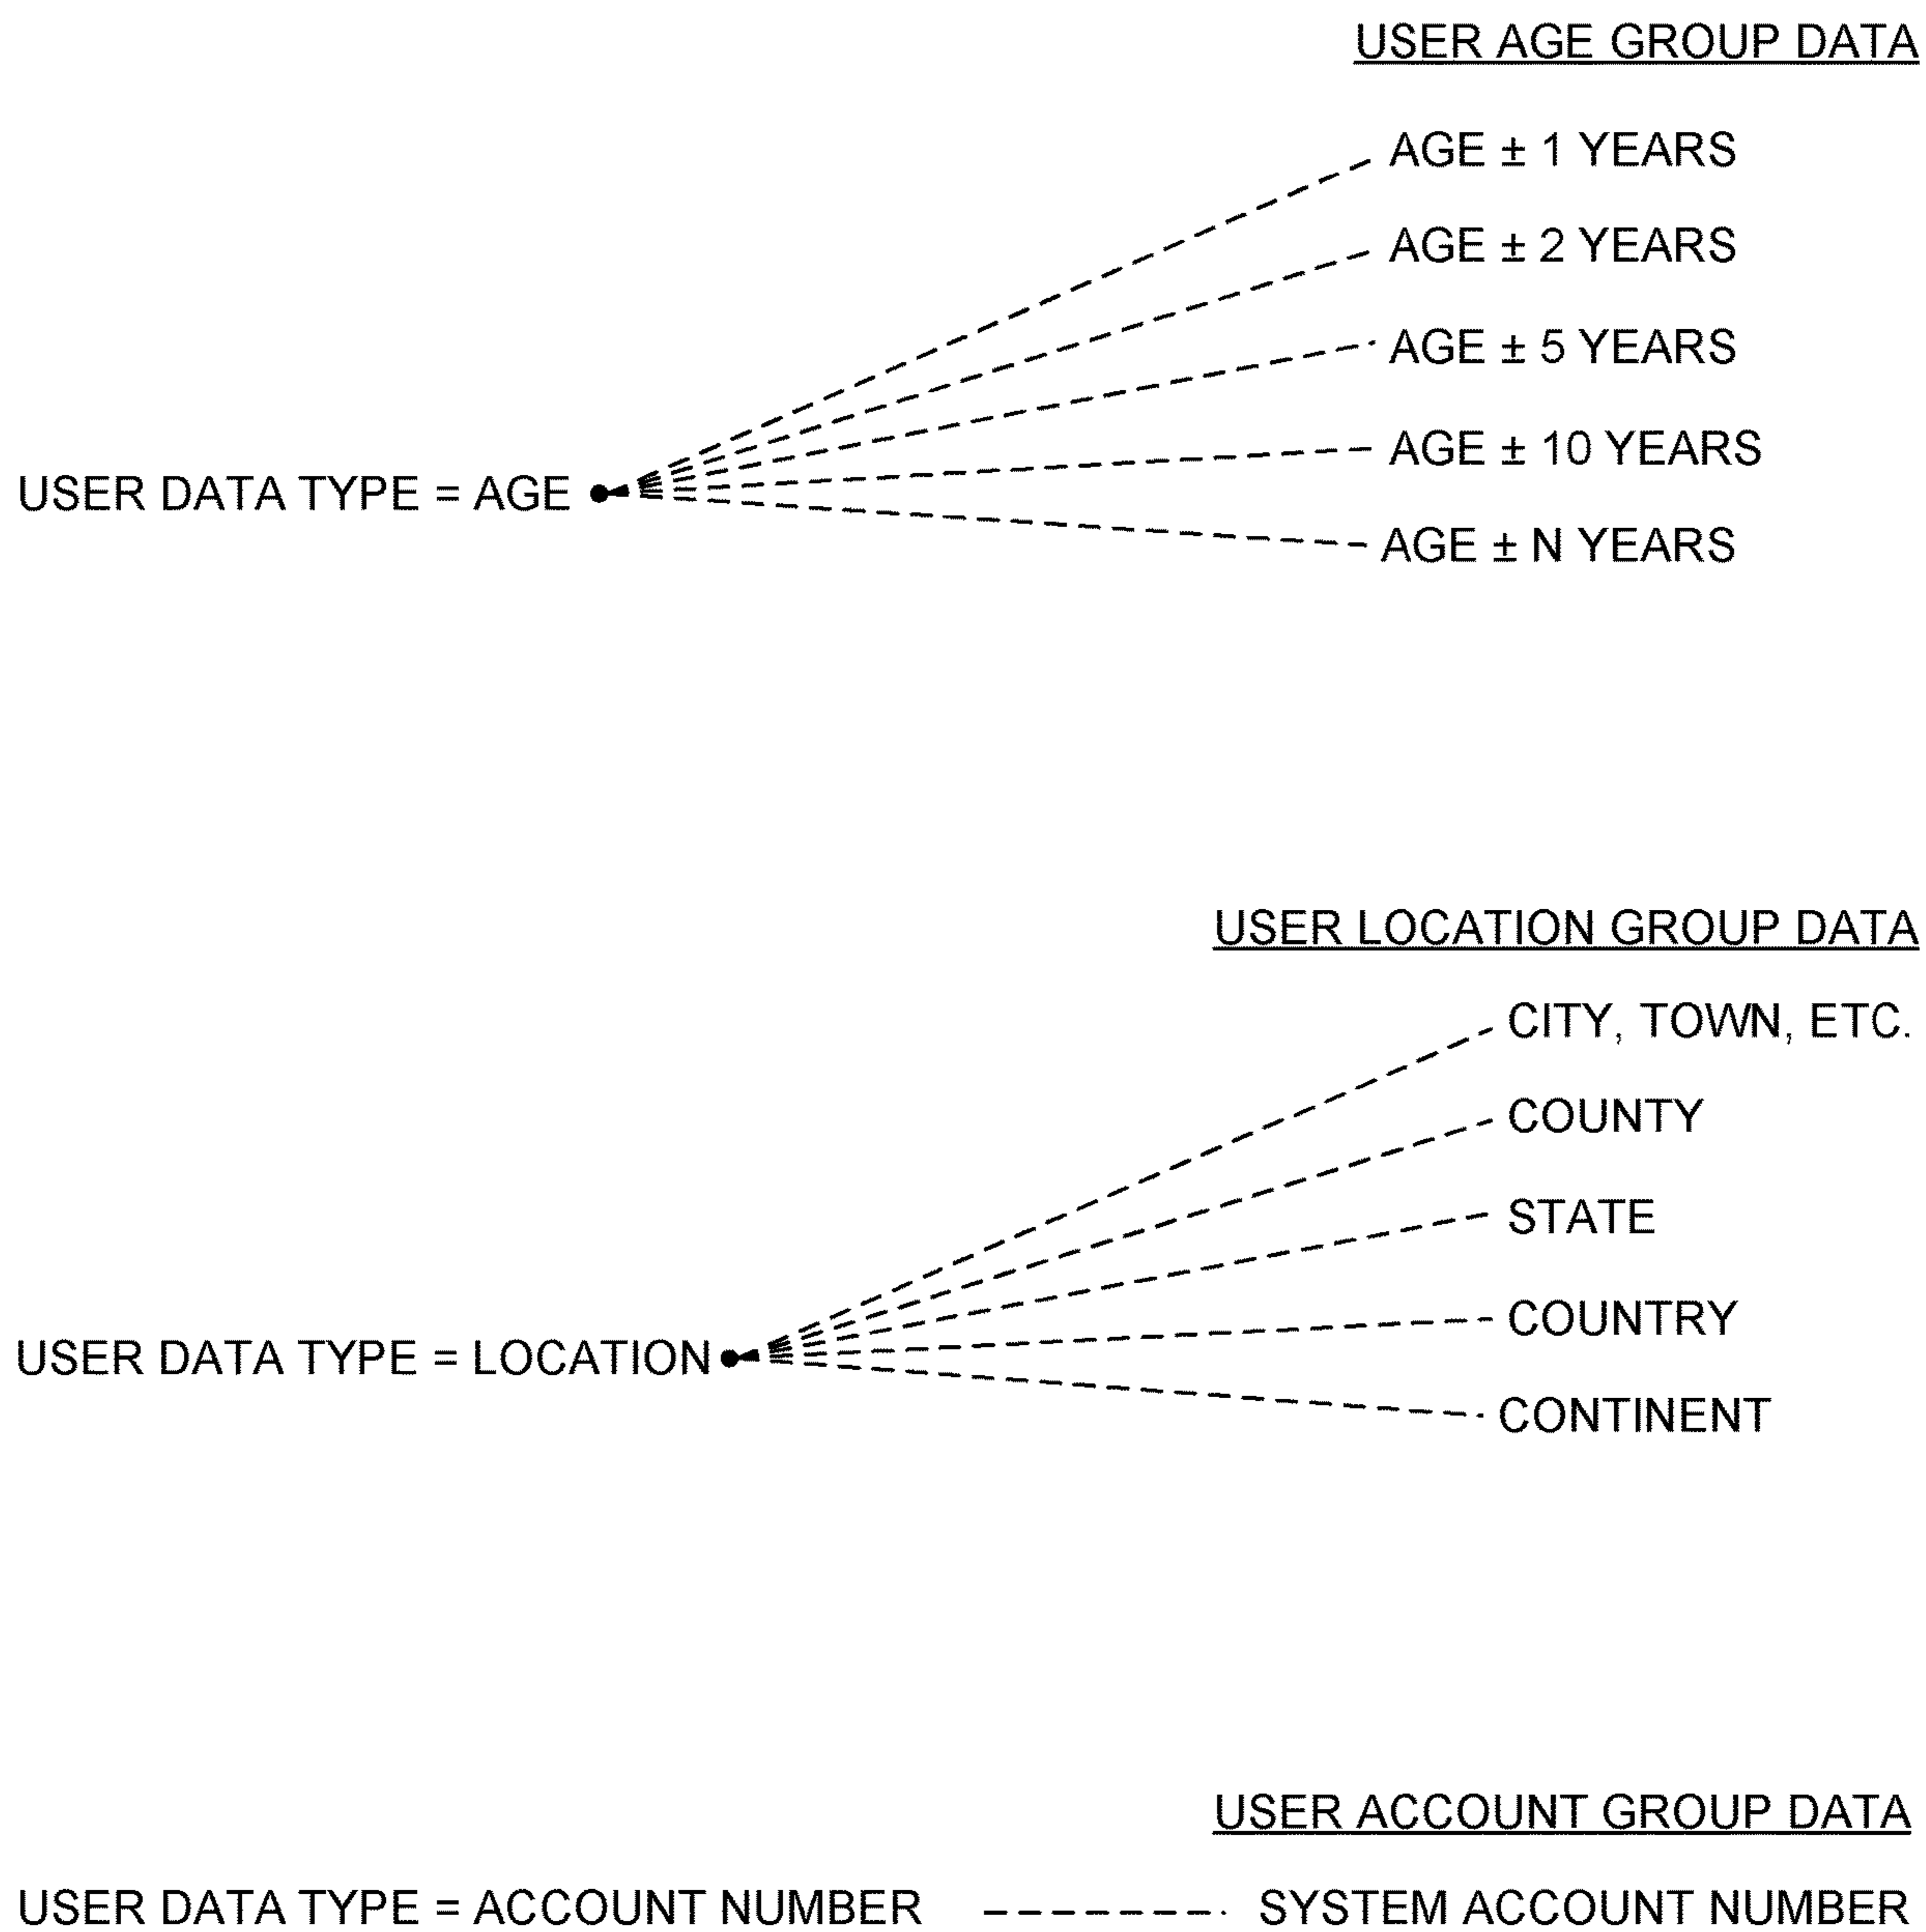 USER AGE GROUP DATA
AGE ± 1 YEARS
AGE ± 2 YEARS
AGE ± 5 YEARS
AGE ± 10 YEARS
USER DATA TYPE = AGE
AGE ± N YEARS
USER LOCATION GROUP DATA
CITY, TOWN, ETC.
COUNTY
STATE
COUNTRY
USER DATA TYPE = LOCATION
CONTINENT
USER ACCOUNT GROUP DATA
USER DATA TYPE = ACCOUNT NUMBER SYSTEM ACCOUNT NUMBER